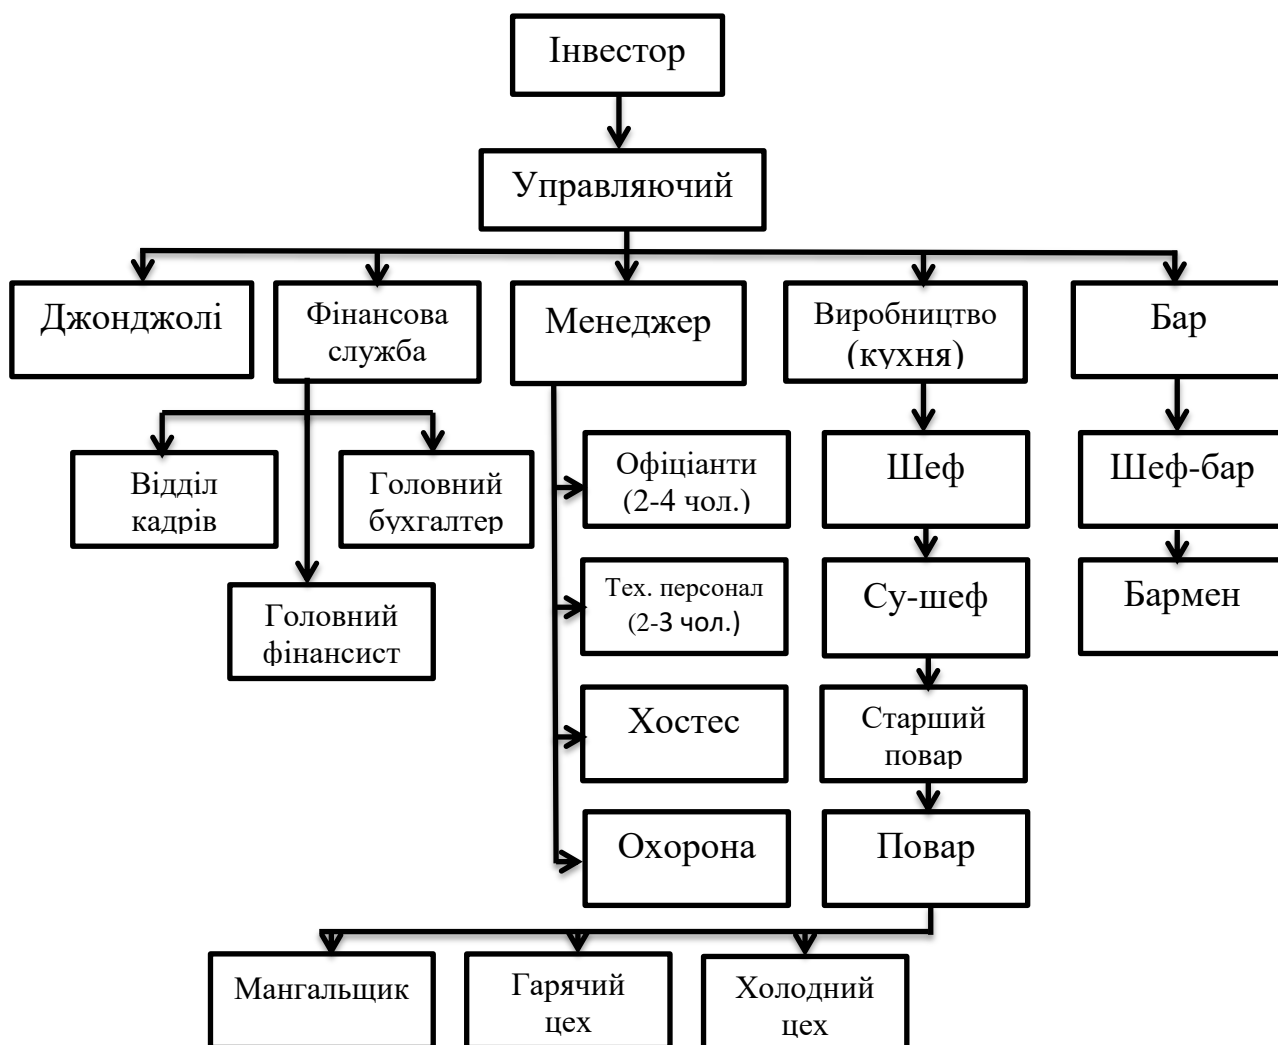 Інвестор
Управляючий
Джонджолі
Фінансова
служба
Менеджер
Виробництво
(кухня)
Бар
Відділ
кадрів
Головний
бухгалтер
Головний
фінансист
Офіціанти
(2-4 чол.)
Тех. персонал
(2-3 чол.)
Хостес
Охорона
Шеф
Су-шеф
Старший
повар
Повар
Шеф-бар
Бармен
Мангальщик
Гарячий
цех
Холодний
цех